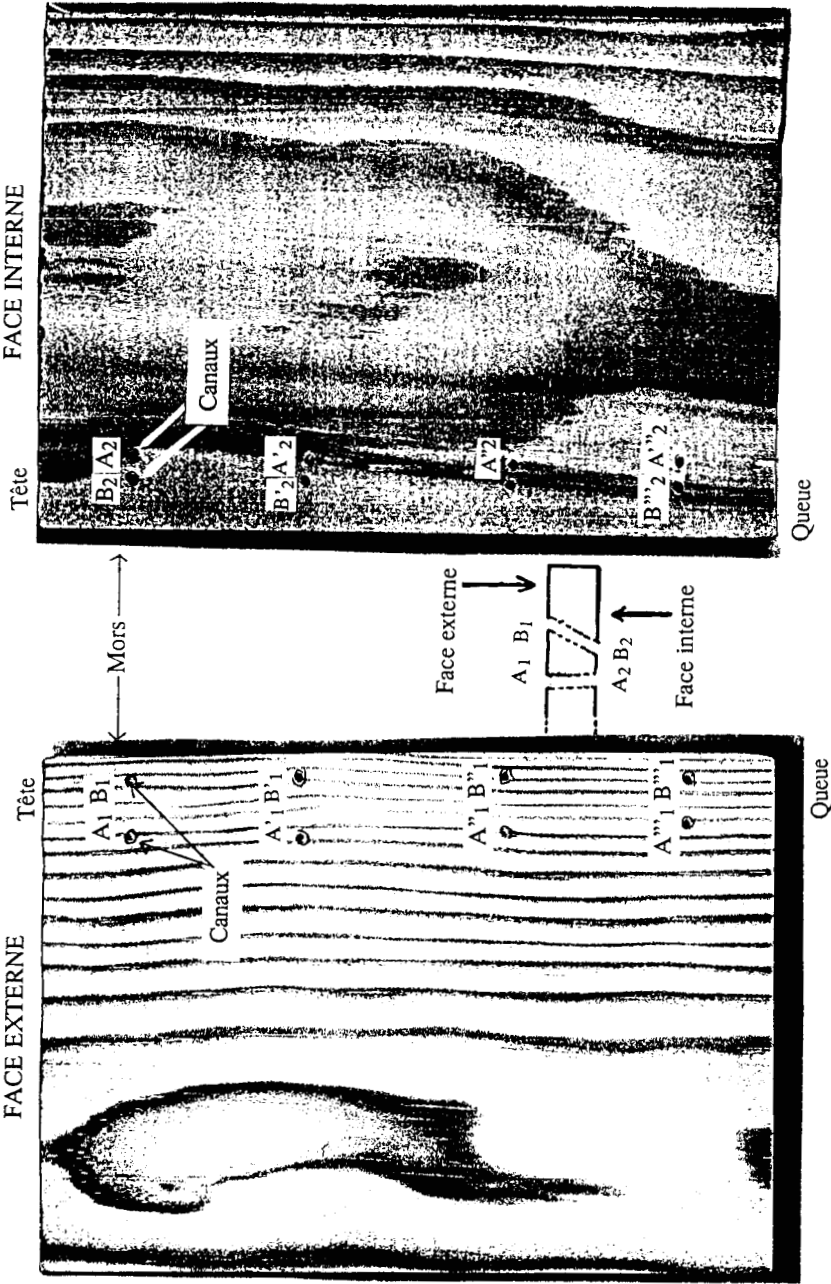 FACE EXTERNE
Tête
A1 B1
Canaux
A'1 B'1
A"1 B"1
A'''1 B'''1
Queue
Mors
Face externe
A1 B1
A2 B2
Face interne
FACE INTERNE
Tête
B2 A2
Canaux
B'2 A'2
A"2
B'''2 A'''2
Queue